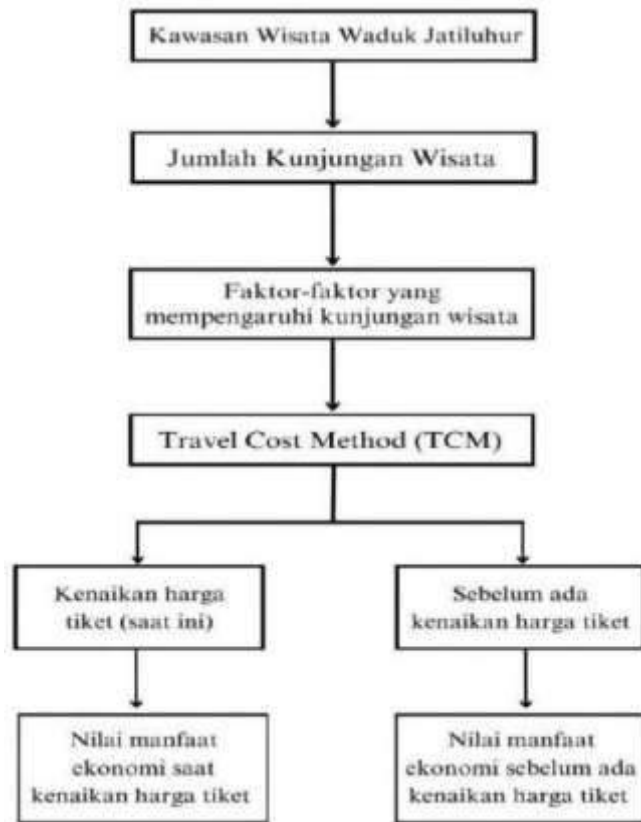 Kawasan Wisata Waduk Jatiluhur
Jumlah Kunjungan Wisata
Faktor-faktor yang
mempengaruhi kunjungan wisata
Travel Cost Method (TCM)
Kenaikan harga
tiket (saat ini)
Sebelum ada
kenaikan harga tiket
Nilai manfaat
ekonomi saat
kenaikan harga tiket
Nilai manfaat
ekonomi sebelum ada
kenaikan harga tiket